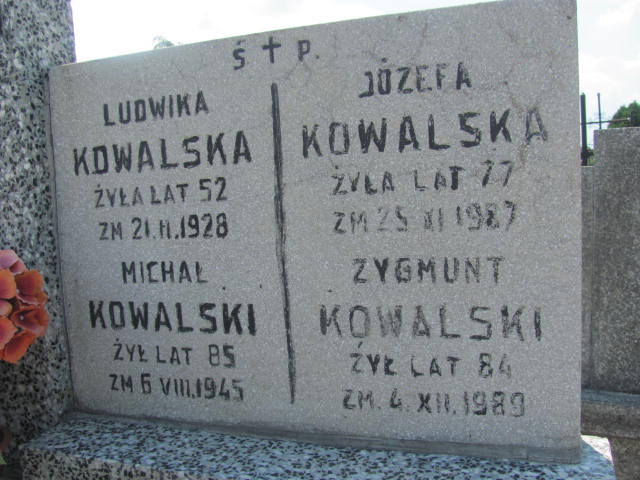 Ś † P.
LUDWIKA
KOWALSKA
ŻYŁA LAT 52
ZM 21.II.1928
MICHAŁ
KOWALSKI
ŻYŁ LAT 85
ZM 6 VIII.1945
JÓZEFA
KOWALSKA
ŻYŁA LAT 77
ZM 25 XI.1987
ZYGMUNT
KOWALSKI
ŻYŁ LAT 84
ZM. 4. XII.1989